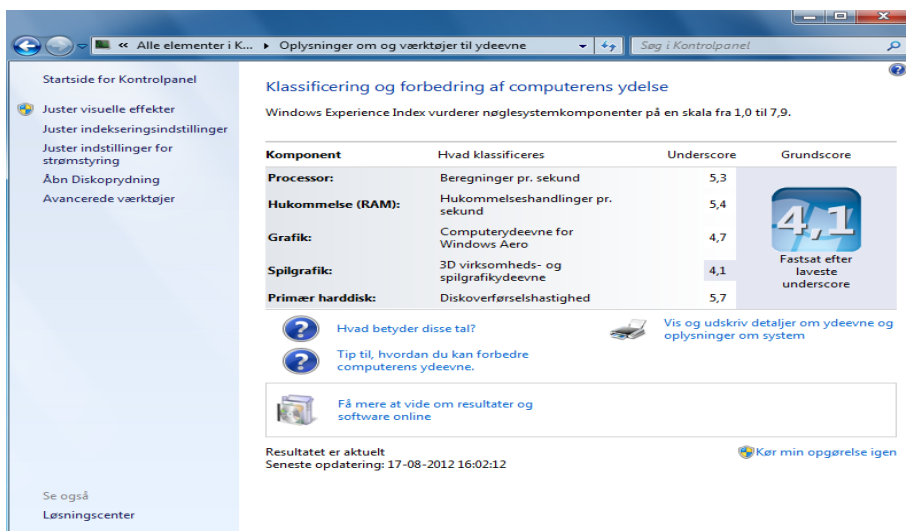 Alle elementer i K... Oplysninger om og værktøjer til ydeevne
Søg i Kontrolpanel
Startside for Kontrolpanel
Juster visuelle effekter
Juster indekseringsindstillinger
Juster indstillinger for
strømstyring
Åbn Diskoprydning
Avancerede værktøjer
Se også
Løsningscenter
Klassificering og forbedring af computerens ydelse
Windows Experience Index vurderer nøglesystemkomponenter på en skala fra 1,0 til 7,9.
Komponent Hvad klassificeres Underscore Grundscore
Processor: Beregninger pr. sekund 5,3
Hukommelse (RAM): Hukommelseshandlinger pr.
sekund 5,4
Grafik: Computerydeevne for
Windows Aero 4,7
Spilgrafik: 3D virksomheds- og
spilgrafikydeevne 4,1
Primær harddisk: Diskoverførselshastighed 5,7
4,1
Fastsat efter
laveste
underscore
Hvad betyder disse tal?
Tip til, hvordan du kan forbedre
computerens ydeevne.
Vis og udskriv detaljer om ydeevne og
oplysninger om system
Få mere at vide om resultater og
software online
Resultatet er aktuelt
Seneste opdatering: 17-08-2012 16:02:12
Kør min opgørelse igen